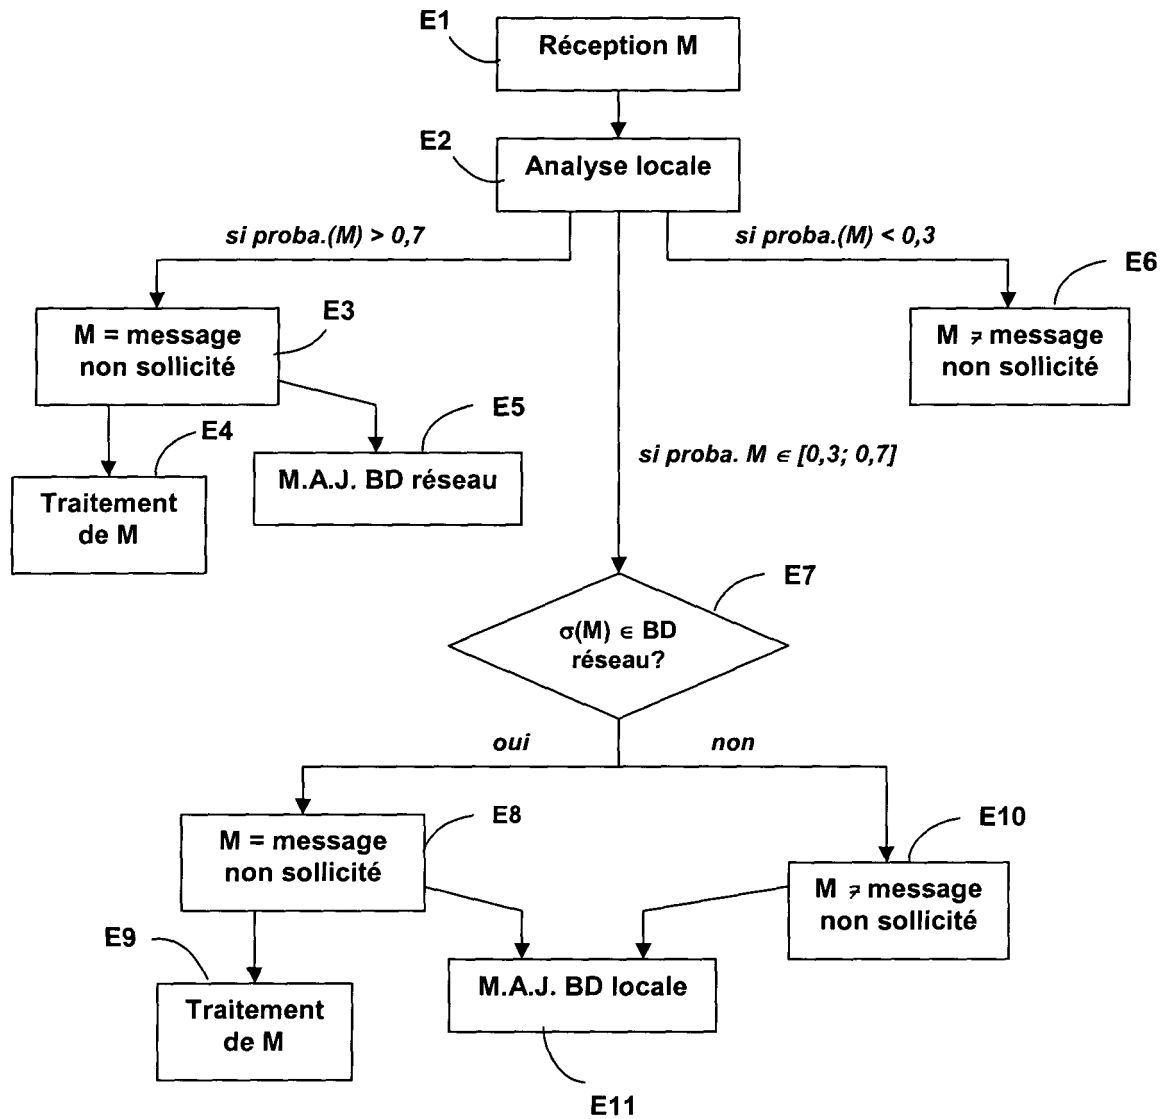 E1
Réception M
E2
Analyse locale
si proba.(M) > 0,7
si proba.(M) < 0,3
E6
E3
M = message
non sollicité
M ≠ message
non sollicité
E5
E4
M.A.J. BD réseau
si proba. M ∈ [0,3; 0,7]
Traitement
de M
E7
σ(M) ∈ BD
réseau?
oui
non
E8
E10
M = message
non sollicité
M ≠ message
non sollicité
E9
M.A.J. BD locale
Traitement
de M
E11